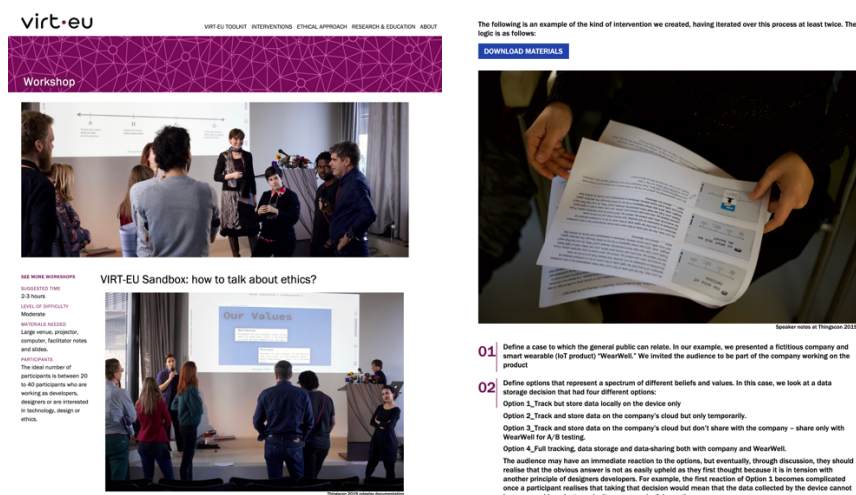 virt•eu
VIRT-EU TOOLKIT INTERVENTIONS ETHICAL APPROACH RESEARCH & EDUCATION ABOUT
Workshop
SEE MORE WORKSHOPS
SUGGESTED TIME
2-3 hours
LEVEL OF DIFFICULTY
Moderate
MATERIALS NEEDED
Large venue, projector,
computer, facilitator notes
and slides.
PARTICIPANTS
The ideal number of
participants is between 20
to 40 participants who are
working as developers,
designers or are interested
in technology, design or
ethics.
VIRT-EU Sandbox: how to talk about ethics?
Our Values
Thingscon 2019 rotterdam documentation
The following is an example of the kind of intervention we created, having iterated over this process at least twice. The
logic is as follows:
DOWNLOAD MATERIALS
Speaker notes at Thingscon 2019
01
Define a case to which the general public can relate. In our example, we presented a fictitious company and
smart wearable (IoT product) “WearWell.” We invited the audience to be part of the company working on the
product
02
Define options that represent a spectrum of different beliefs and values. In this case, we look at a data
storage decision that had four different options:
Option 1_Track but store data locally on the device only
Option 2_Track and store data on the company’s cloud but only temporarily.
Option 3_Track and store data on the company’s cloud but don’t share with the company – share only with
WearWell for A/B testing.
Option 4_Full tracking, data storage and data-sharing both with company and WearWell.
The audience may have an immediate reaction to the options, but eventually, through discussion, they should
realise that the obvious answer is not as easily upheld as they first thought because it is in tension with
another principle of designers developers. For example, the first reaction of Option 1 becomes complicated
once a participant realises that taking that decision would mean that the data collected by the device cannot